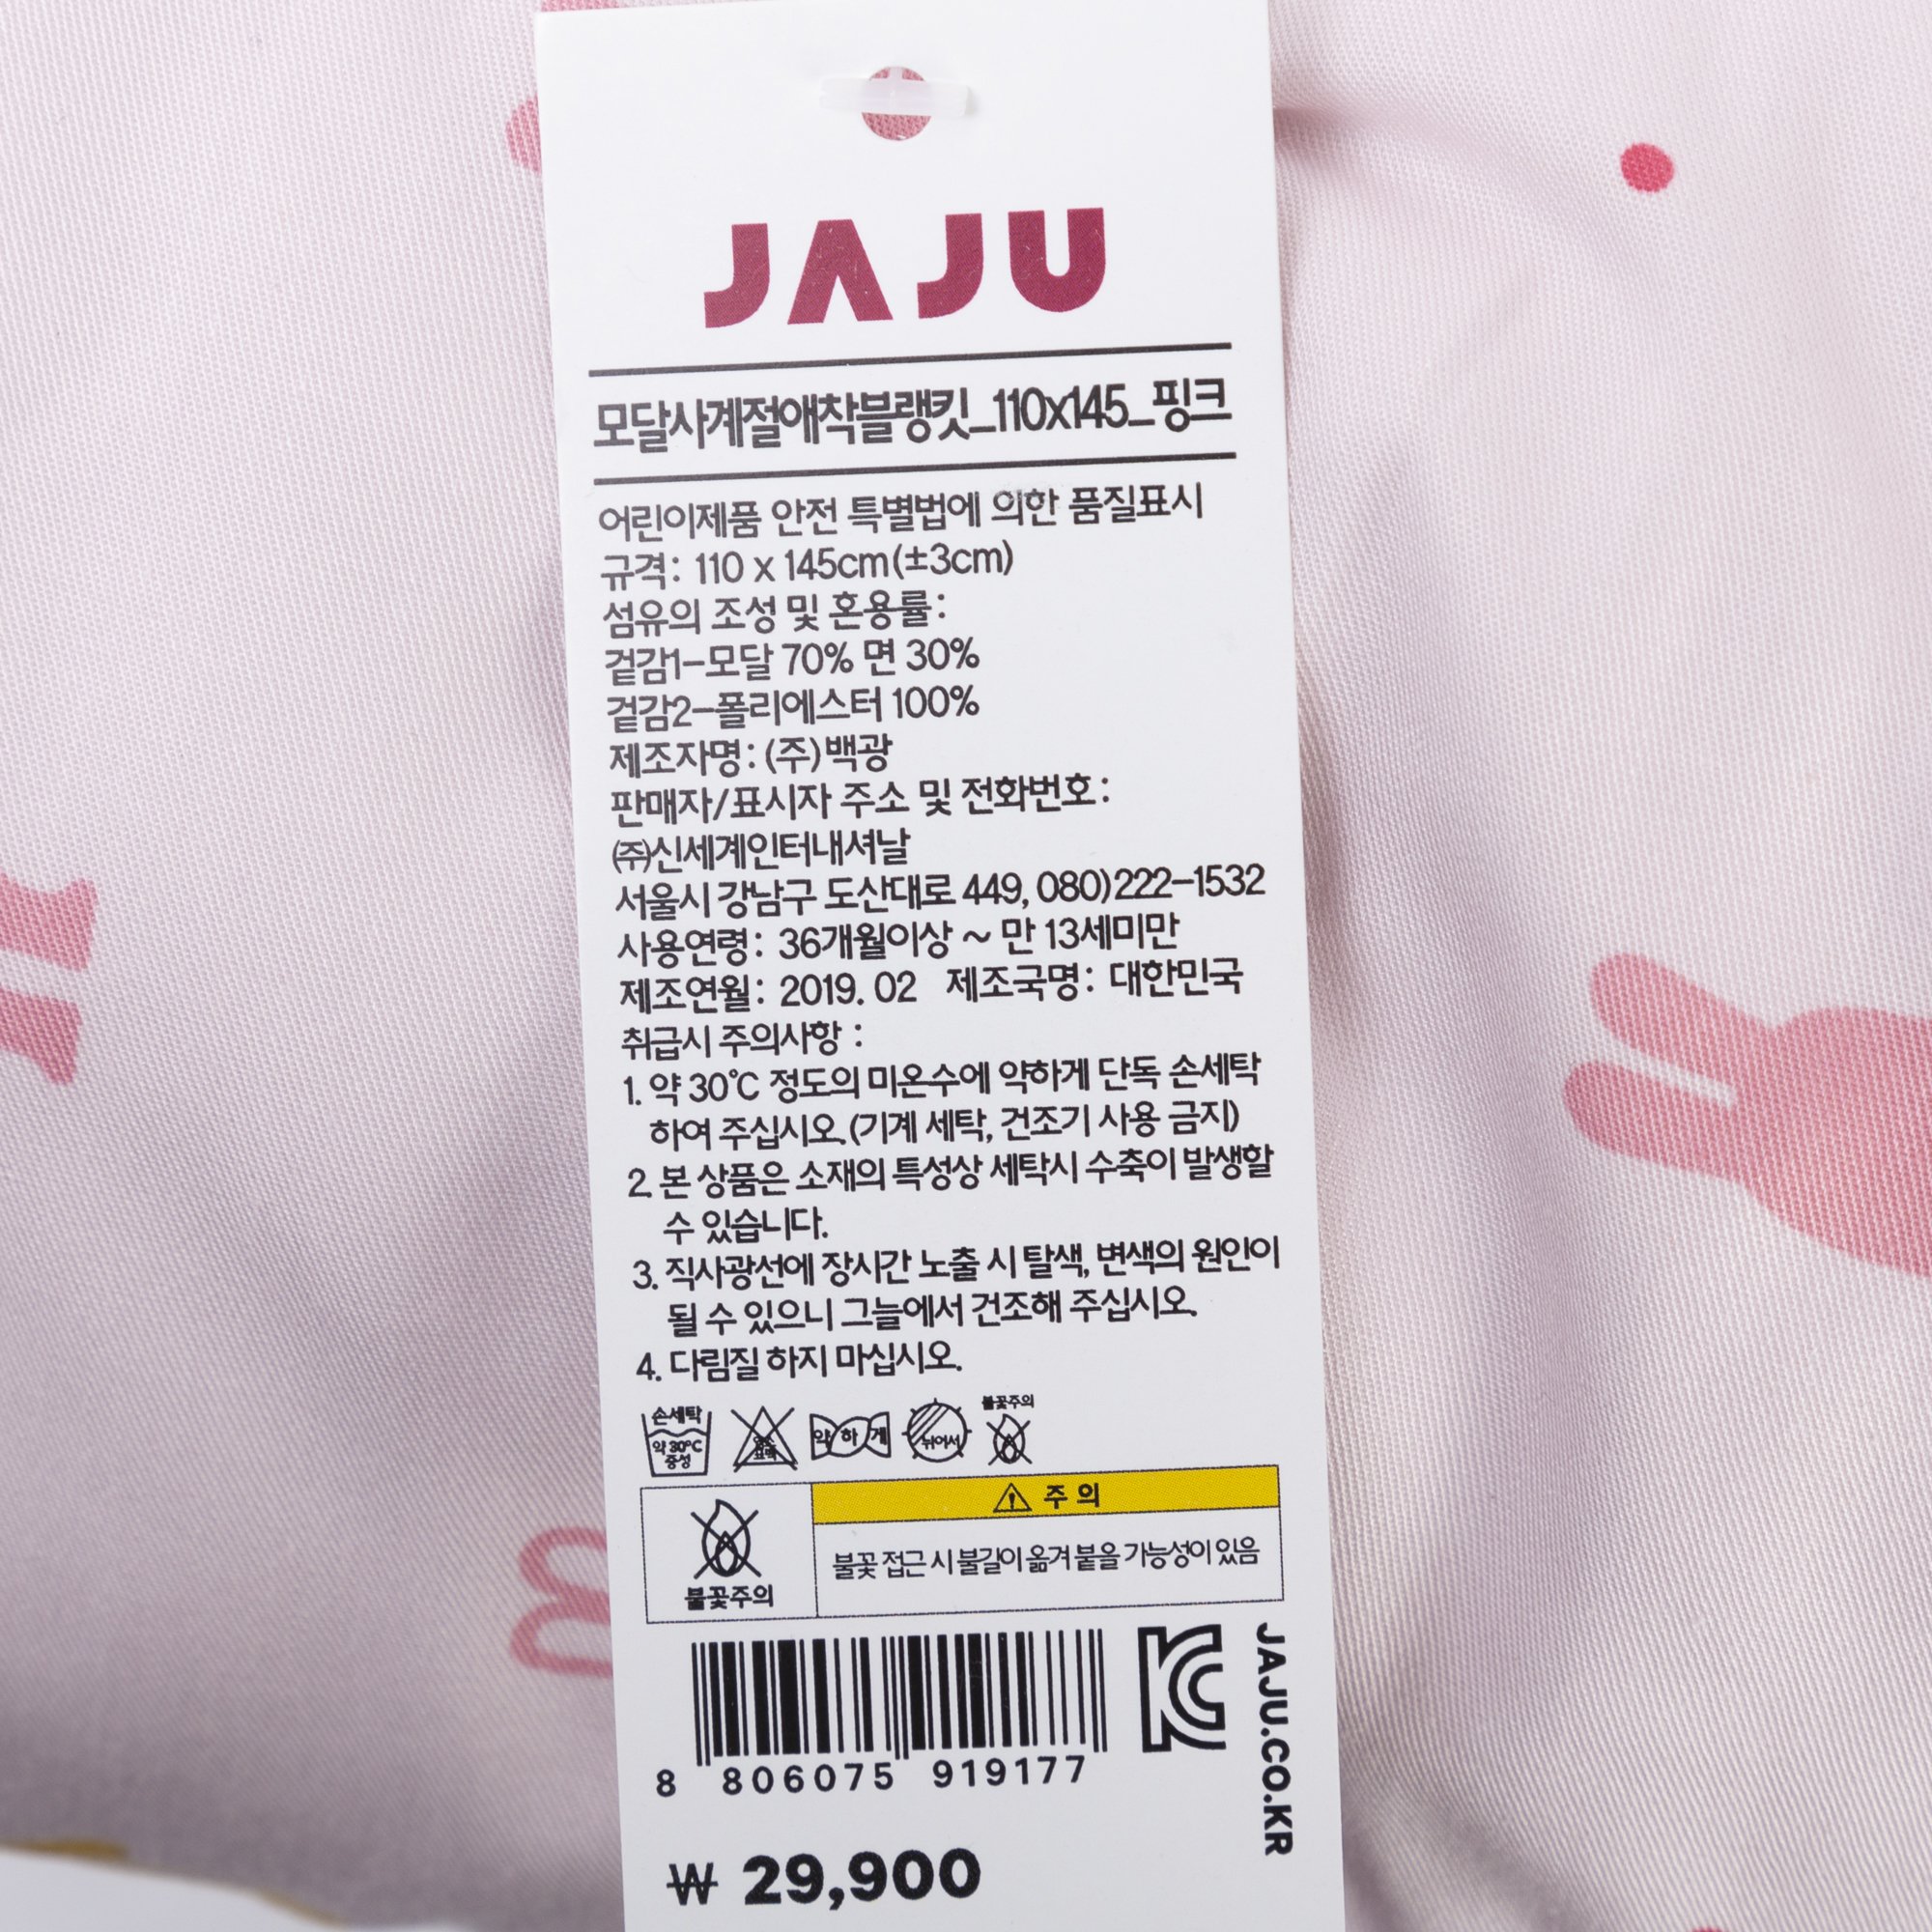 JAJU
모달사계절애착블랭킷_110x145_핑크
어린이제품 안전 특별법에 의한 품질표시
규격: 110 x 145cm(±3cm)
섬유의 조성 및 혼용률:
겉감1-모달 70% 면 30%
겉감2-폴리에스터 100%
제조자명: (주)백광
판매자/표시자 주소 및 전화번호:
㈜신세계인터내셔날
서울시 강남구 도산대로 449, 080)222-1532
사용연령: 36개월이상 ~ 만 13세미만
제조연월: 2019. 02 제조국명: 대한민국
취급시 주의사항 :
1. 약 30℃ 정도의 미온수에 약하게 단독 손세탁
하여 주십시오.(기계 세탁, 건조기 사용 금지)
2. 본 상품은 소재의 특성상 세탁시 수축이 발생할
수 있습니다.
3. 직사광선에 장시간 노출 시 탈색, 변색의 원인이
될 수 있으니 그늘에서 건조해 주십시오.
4. 다림질 하지 마십시오.
손세탁
약 30℃
중성
염소
표백
약하게
뉘어서
불꽃주의
주의
불꽃 접근 시 불길이 옮겨 붙을 가능성이 있음
불꽃주의
8 806075 919177
JAJU.CO.KR
₩ 29,900